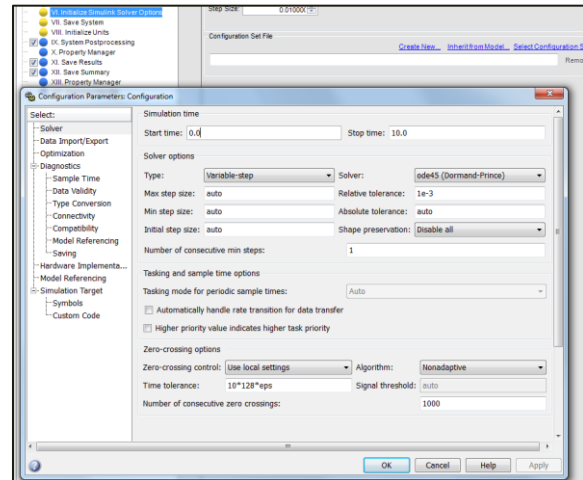 VI. Initialize Simulink Solver Options
VII. Save System
VIII. Initialize Units
IX. System Postprocessing
X. Property Manager
XI. Save Results
XII. Save Summary
XIII. Property Manager
Step Size: 0.01000
Configuration Set File
Create New... Inherit from Model... Select Configuration S
Remo
Configuration Parameters: Configuration
Select:
Solver
Data Import/Export
Optimization
Diagnostics
Sample Time
Data Validity
Type Conversion
Connectivity
Compatibility
Model Referencing
Saving
Hardware Implementa...
Model Referencing
Simulation Target
Symbols
Custom Code
Simulation time
Start time: 0.0 Stop time: 10.0
Solver options
Type: Variable-step Solver: ode45 (Dormand-Prince)
Max step size: auto Relative tolerance: 1e-3
Min step size: auto Absolute tolerance: auto
Initial step size: auto Shape preservation: Disable all
Number of consecutive min steps: 1
Tasking and sample time options
Tasking mode for periodic sample times: Auto
Automatically handle rate transition for data transfer
Higher priority value indicates higher task priority
Zero-crossing options
Zero-crossing control: Use local settings Algorithm: Nonadaptive
Time tolerance: 10*128*eps Signal threshold: auto
Number of consecutive zero crossings: 1000
OK Cancel Help Apply